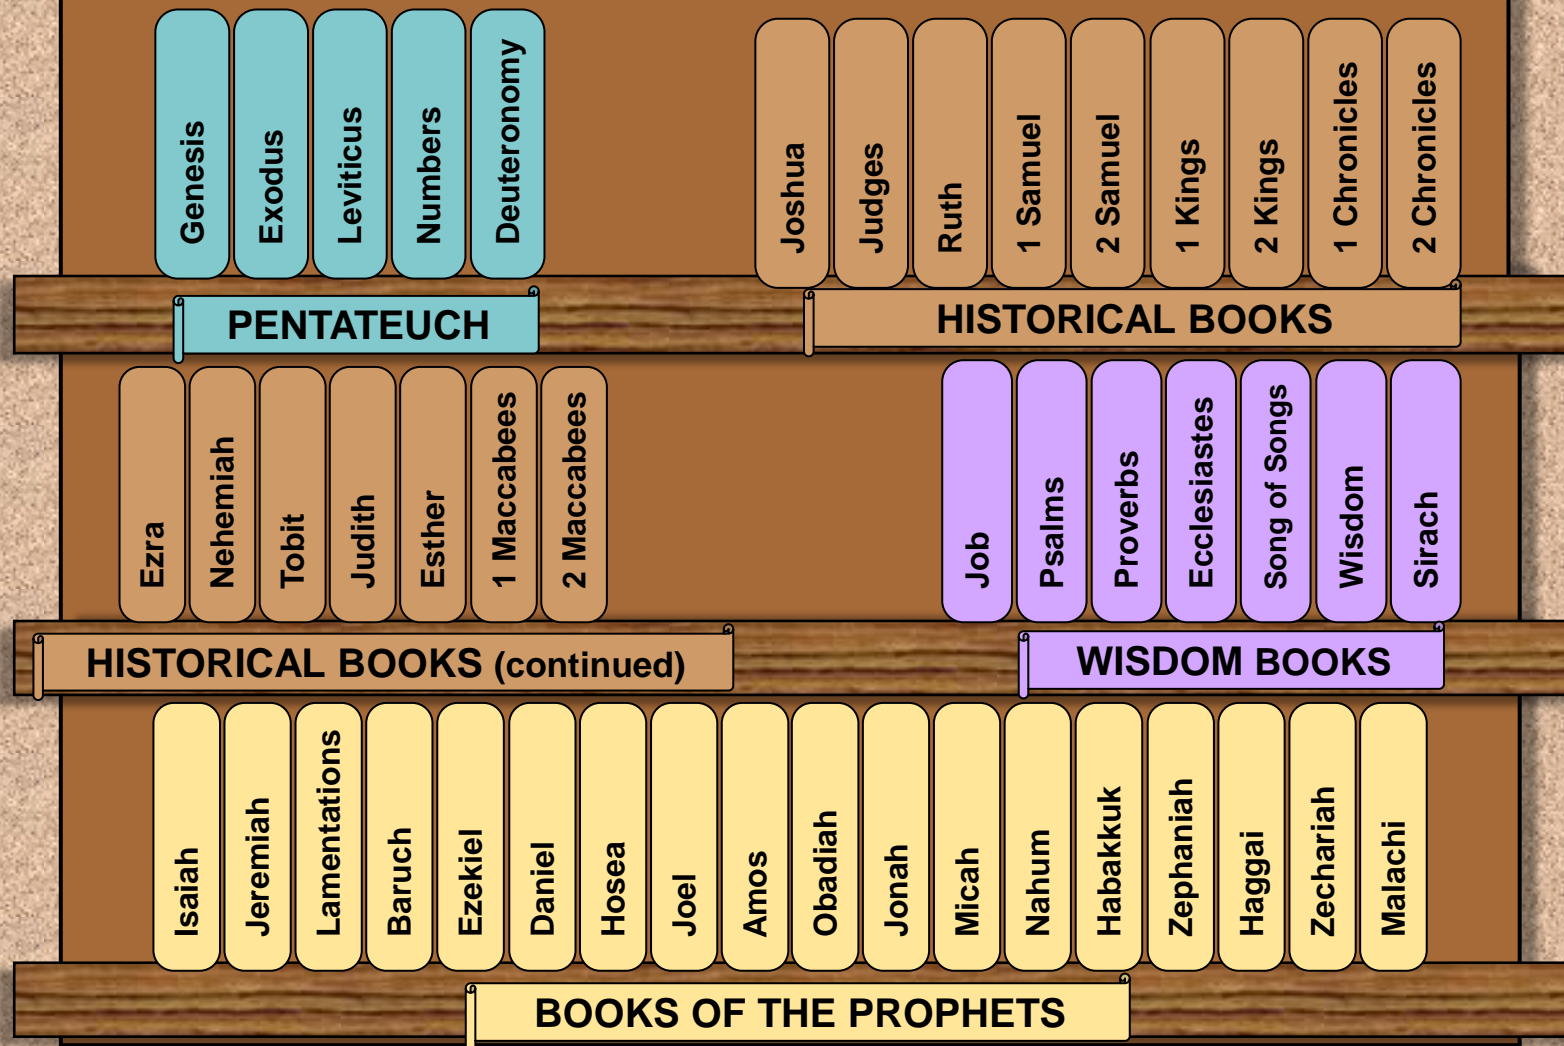 Genesis
Exodus
Leviticus
Numbers
Deuteronomy
PENTATEUCH
Joshua
Judges
Ruth
1 Samuel
2 Samuel
1 Kings
2 Kings
1 Chronicles
2 Chronicles
HISTORICAL BOOKS
Ezra
Nehemiah
Tobit
Judith
Esther
1 Maccabees
2 Maccabees
HISTORICAL BOOKS (continued)
Job
Psalms
Proverbs
Ecclesiastes
Song of Songs
Wisdom
Sirach
WISDOM BOOKS
Isaiah
Jeremiah
Lamentations
Baruch
Ezekiel
Daniel
Hosea
Joel
Amos
Obadiah
Jonah
Micah
Nahum
Habakkuk
Zephaniah
Haggai
Zechariah
Malachi
BOOKS OF THE PROPHETS